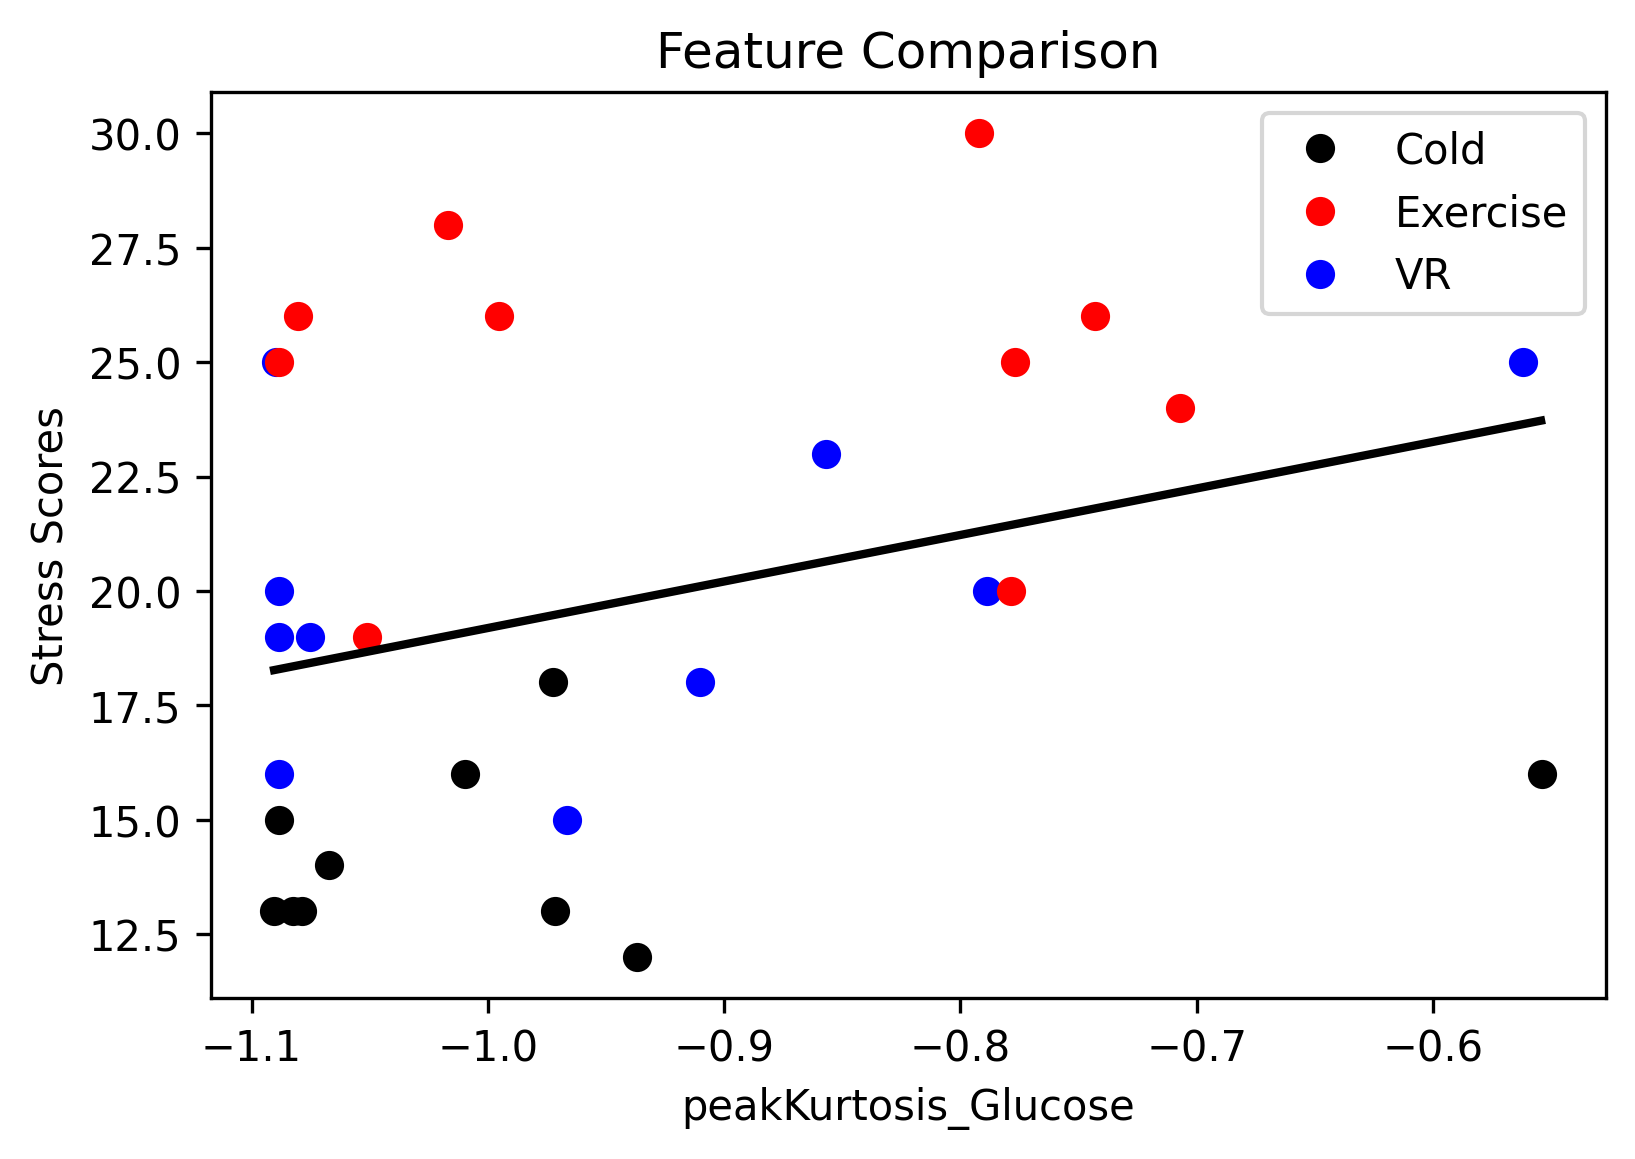 Feature Comparison
30.0
27.5
25.0
22.5
20.0
17.5
15.0
12.5
Stress Scores
Cold
Exercise
VR
−1.1 −1.0 −0.9 −0.8 −0.7 −0.6
peakKurtosis_Glucose